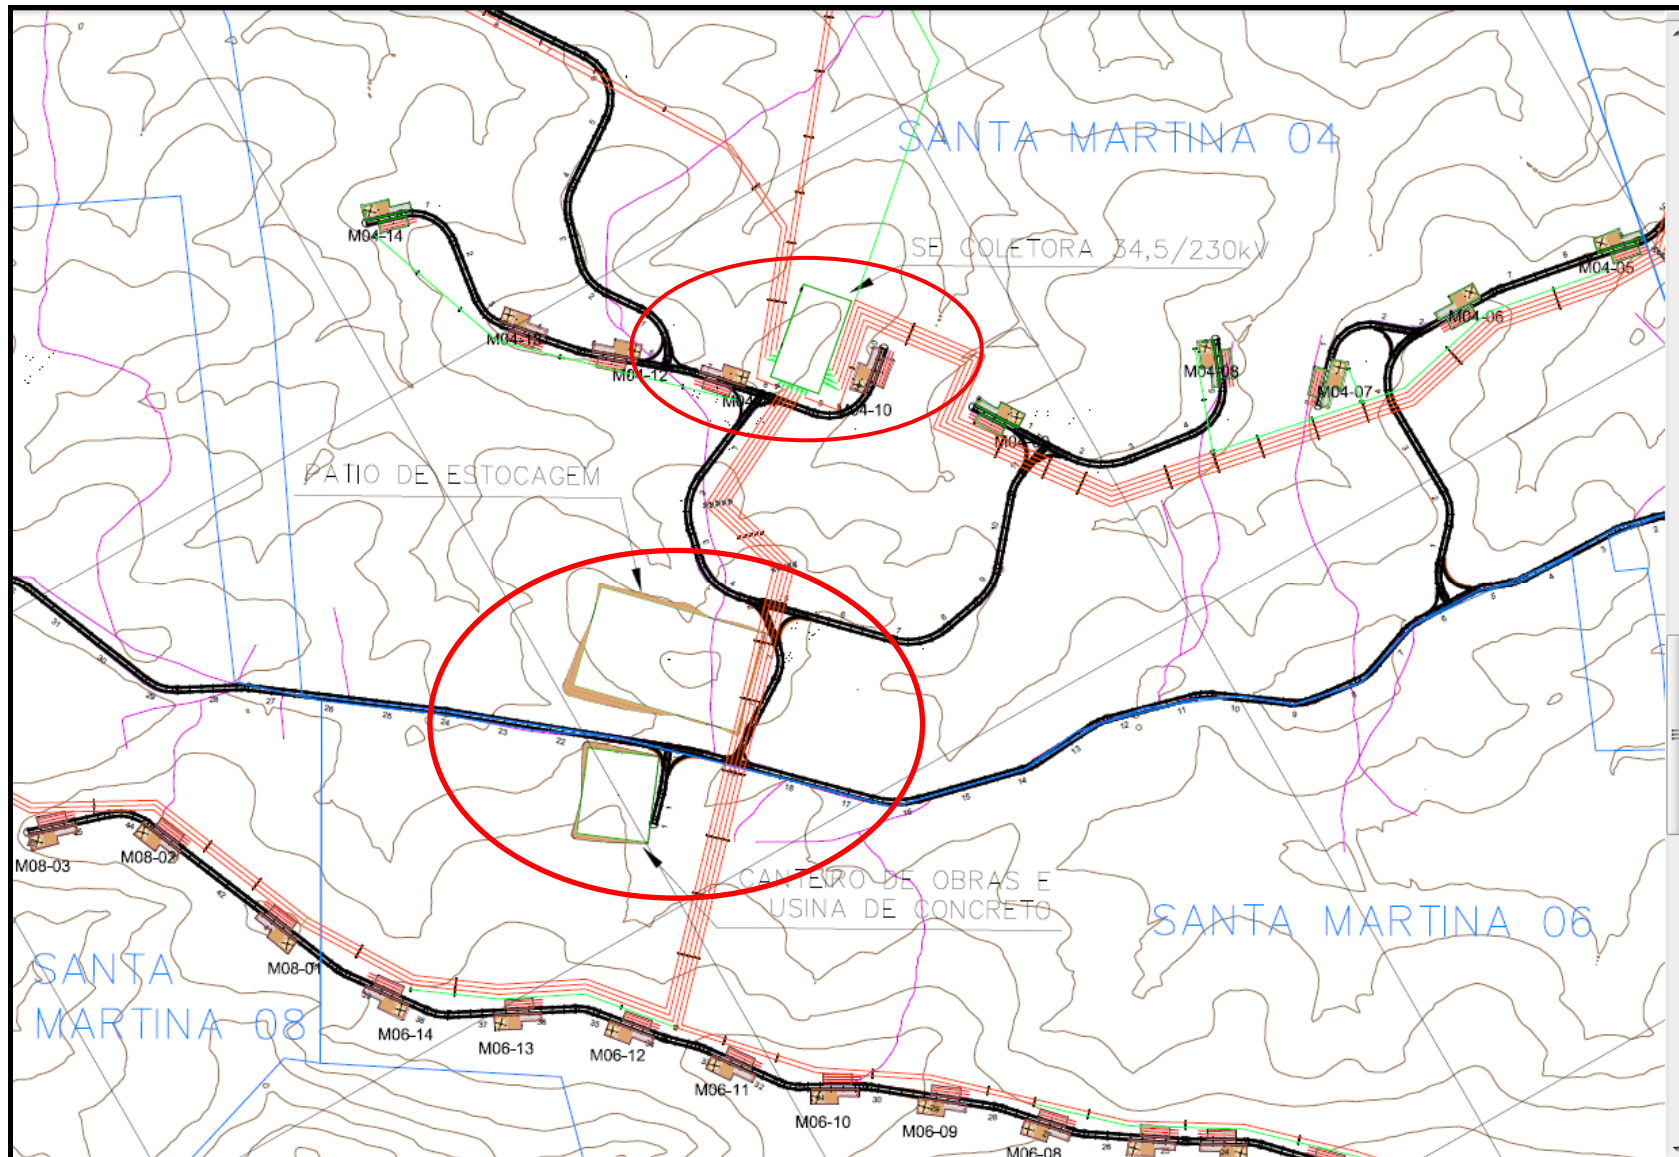 SANTA MARTINA 04
M04-14
SE COLETORA 34,5/230kV
M04-05
M04-06
M04-13
M04-12
M04-10
M04-08
M04-07
M04-09
PATIO DE ESTOCAGEM
M08-03
M08-02
CANTEIRO DE OBRAS E
USINA DE CONCRETO
SANTA MARTINA 06
M08-01
SANTA
MARTINA 08
M06-14
M06-13
M06-12
M06-11
M06-10
M06-09
M06-08